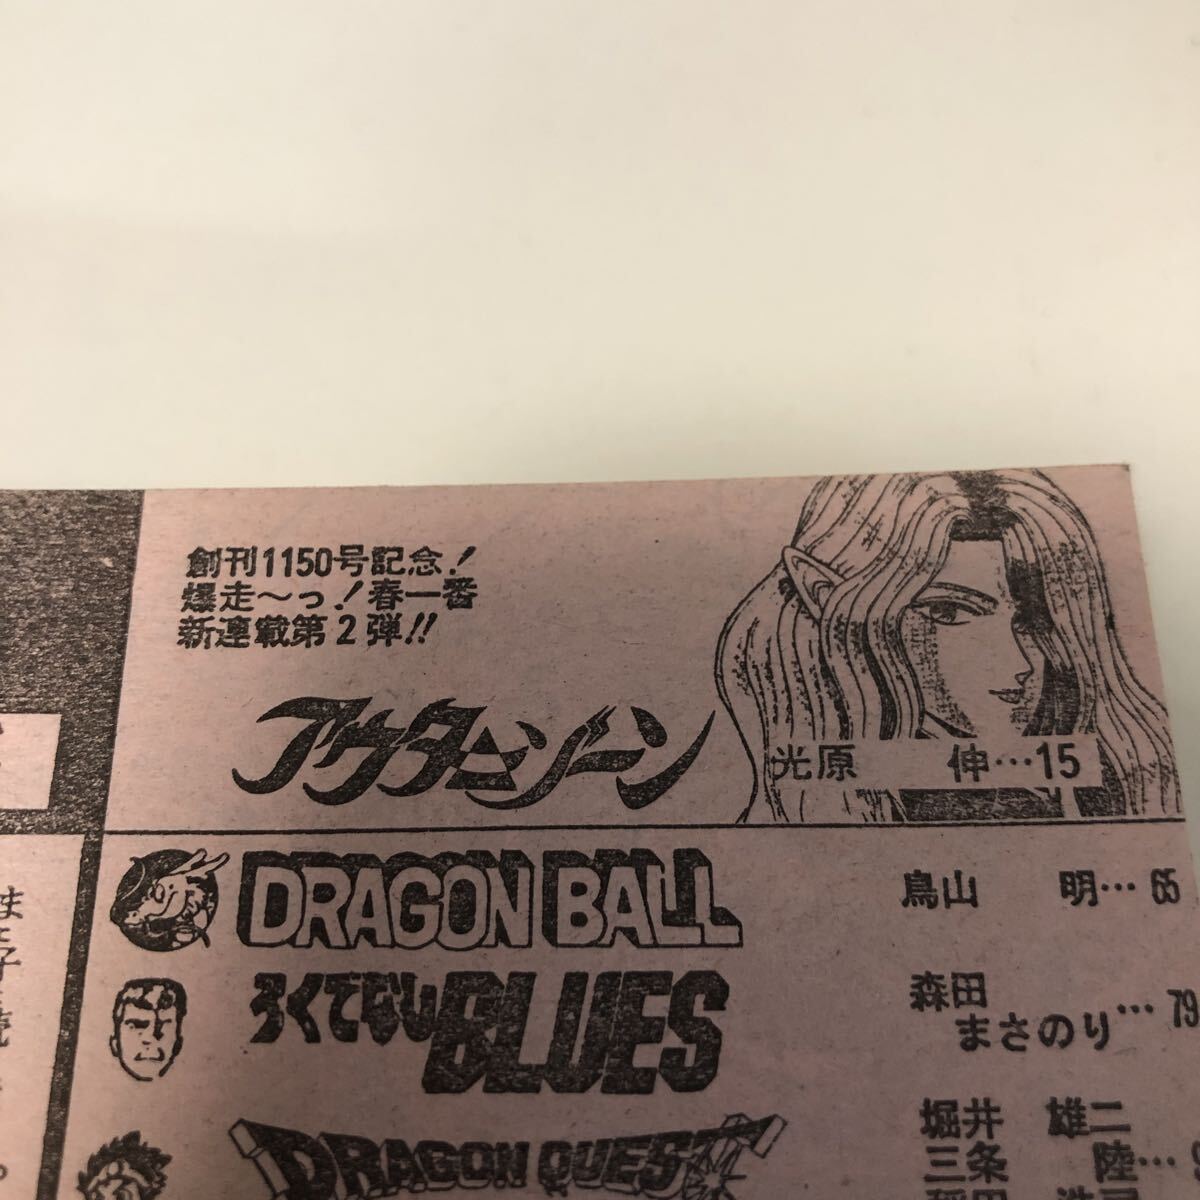 創刊1150号記念!
爆走～っ!春一番
新連載第2弾!!
アウターゾーン
光原 伸…15
DRAGON BALL
鳥山 明…65
ろくでなしBLUES
森田
まさのり…79
DRAGON QUEST
堀井 雄二
三条 陸…